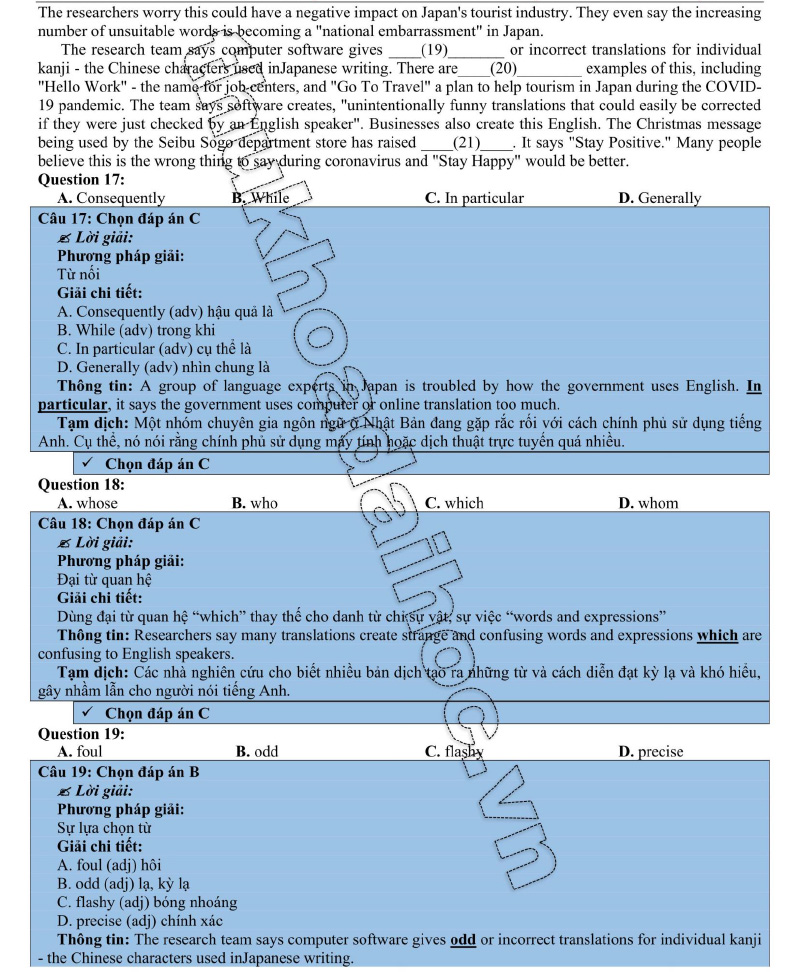 The researchers worry this could have a negative impact on Japan's tourist industry. They even say the increasing
number of unsuitable words is becoming a "national embarrassment" in Japan.
The research team says computer software gives ____(19)________ or incorrect translations for individual
kanji - the Chinese characters used inJapanese writing. There are____(20)_________ examples of this, including
"Hello Work" - the name for job centers, and "Go To Travel" a plan to help tourism in Japan during the COVID-
19 pandemic. The team says software creates, "unintentionally funny translations that could easily be corrected
if they were just checked by an English speaker". Businesses also create this English. The Christmas message
being used by the Seibu Sogo department store has raised ____(21)____. It says "Stay Positive." Many people
believe this is the wrong thing to say during coronavirus and "Stay Happy" would be better.
Question 17:
A. Consequently B. While C. In particular D. Generally
Câu 17: Chọn đáp án C
✍ Lời giải:
Phương pháp giải:
Từ nối
Giải chi tiết:
A. Consequently (adv) hậu quả là
B. While (adv) trong khi
C. In particular (adv) cụ thể là
D. Generally (adv) nhìn chung là
Thông tin: A group of language experts in Japan is troubled by how the government uses English. In
particular, it says the government uses computer or online translation too much.
Tạm dịch: Một nhóm chuyên gia ngôn ngữ ở Nhật Bản đang gặp rắc rối với cách chính phủ sử dụng tiếng
Anh. Cụ thể, nó nói rằng chính phủ sử dụng máy tính hoặc dịch thuật trực tuyến quá nhiều.
✓ Chọn đáp án C
Question 18:
A. whose B. who C. which D. whom
Câu 18: Chọn đáp án C
✍ Lời giải:
Phương pháp giải:
Đại từ quan hệ
Giải chi tiết:
Dùng đại từ quan hệ “which” thay thế cho danh từ chỉ sự vật, sự việc “words and expressions”
Thông tin: Researchers say many translations create strange and confusing words and expressions which are
confusing to English speakers.
Tạm dịch: Các nhà nghiên cứu cho biết nhiều bản dịch tạo ra những từ và cách diễn đạt kỳ lạ và khó hiểu,
gây nhầm lẫn cho người nói tiếng Anh.
✓ Chọn đáp án C
Question 19:
A. foul B. odd C. flashy D. precise
Câu 19: Chọn đáp án B
✍ Lời giải:
Phương pháp giải:
Sự lựa chọn từ
Giải chi tiết:
A. foul (adj) hôi
B. odd (adj) lạ, kỳ lạ
C. flashy (adj) bóng nhoáng
D. precise (adj) chính xác
Thông tin: The research team says computer software gives odd or incorrect translations for individual kanji
- the Chinese characters used inJapanese writing.